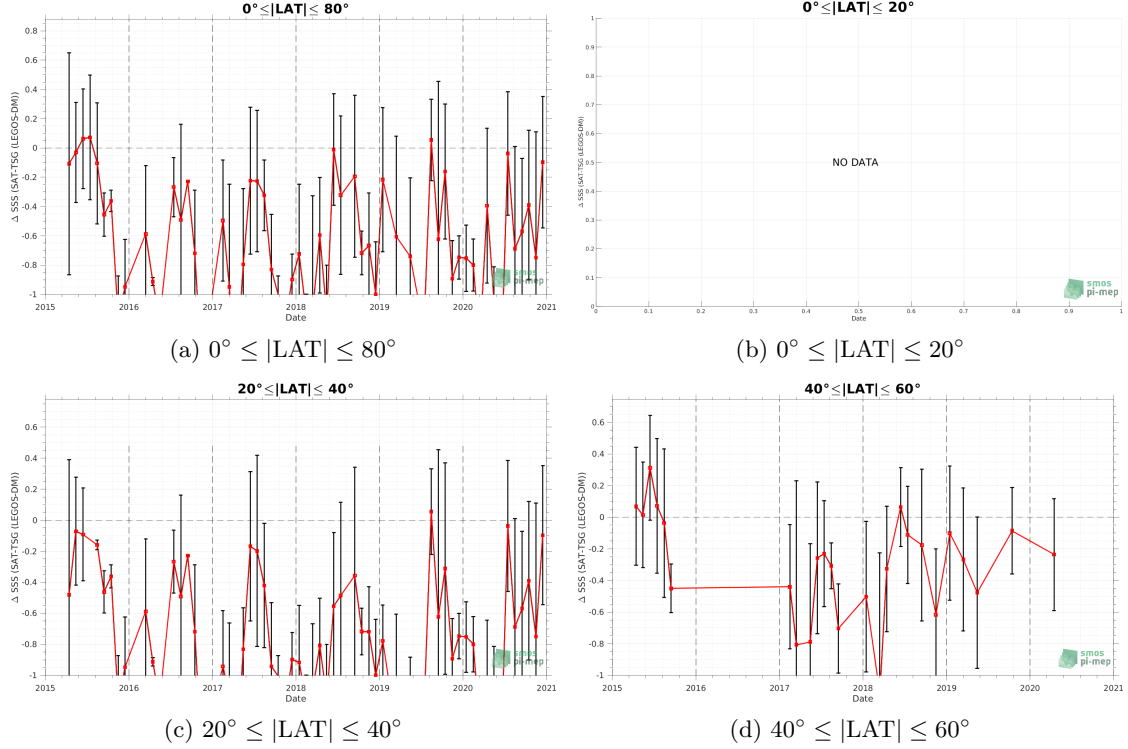 0°≤|LAT|≤ 80°
Δ SSS (SAT-TSG (LEGOS-DM))
0.8
0.6
0.4
0.2
0
-0.2
-0.4
-0.6
-0.8
-1
2015 2016 2017 2018 2019 2020 2021
Date
smos
pi-mep
(a) 0° ≤ |LAT| ≤ 80°
0°≤|LAT|≤ 20°
Δ SSS (SAT-TSG (LEGOS-DM))
1
0.9
0.8
0.7
0.6
0.5
0.4
0.3
0.2
0.1
0
NO DATA
0 0.1 0.2 0.3 0.4 0.5 0.6 0.7 0.8 0.9 1
Date
smos
pi-mep
(b) 0° ≤ |LAT| ≤ 20°
20°≤|LAT|≤ 40°
Δ SSS (SAT-TSG (LEGOS-DM))
0.6
0.4
0.2
0
-0.2
-0.4
-0.6
-0.8
-1
2015 2016 2017 2018 2019 2020 2021
Date
smos
pi-mep
(c) 20° ≤ |LAT| ≤ 40°
40°≤|LAT|≤ 60°
Δ SSS (SAT-TSG (LEGOS-DM))
0.6
0.4
0.2
0
-0.2
-0.4
-0.6
-0.8
-1
2015 2016 2017 2018 2019 2020 2021
Date
smos
pi-mep
(d) 40° ≤ |LAT| ≤ 60°